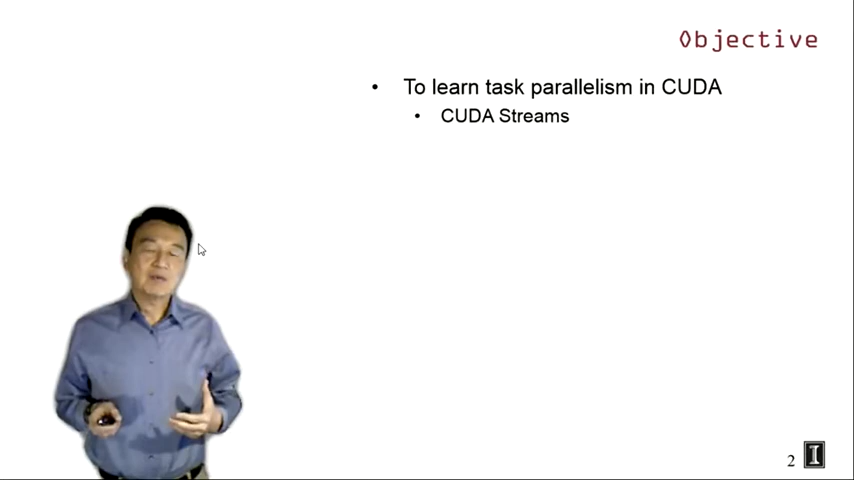 Objective
• To learn task parallelism in CUDA
• CUDA Streams
2 I